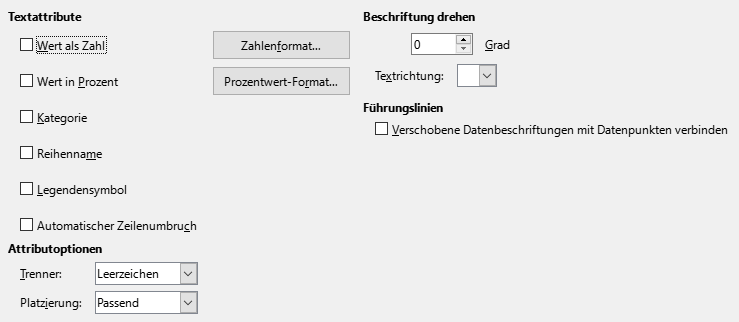 Textattribute
Wert als Zahl
Zahlenformat...
Wert in Prozent
Prozentwert-Format...
Kategorie
Reihenname
Legendensymbol
Automatischer Zeilenumbruch
Attributoptionen
Trenner: Leerzeichen
Platzierung: Passend
Beschriftung drehen
0 Grad
Textrichtung:
Führungslinien
Verschobene Datenbeschriftungen mit Datenpunkten verbinden